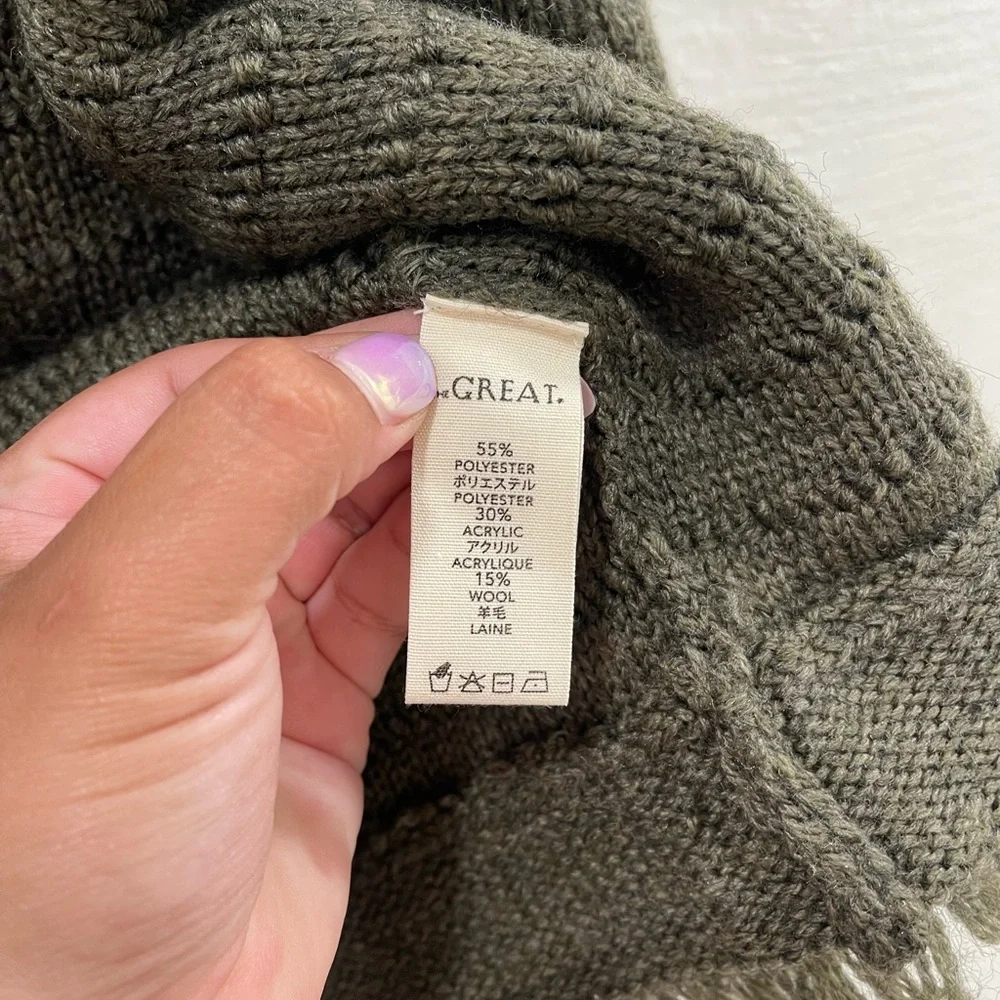 THE GREAT.
55%
POLYESTER
ポリエステル
POLYESTER
30%
ACRYLIC
アクリル
ACRYLIQUE
15%
WOOL
羊毛
LAINE